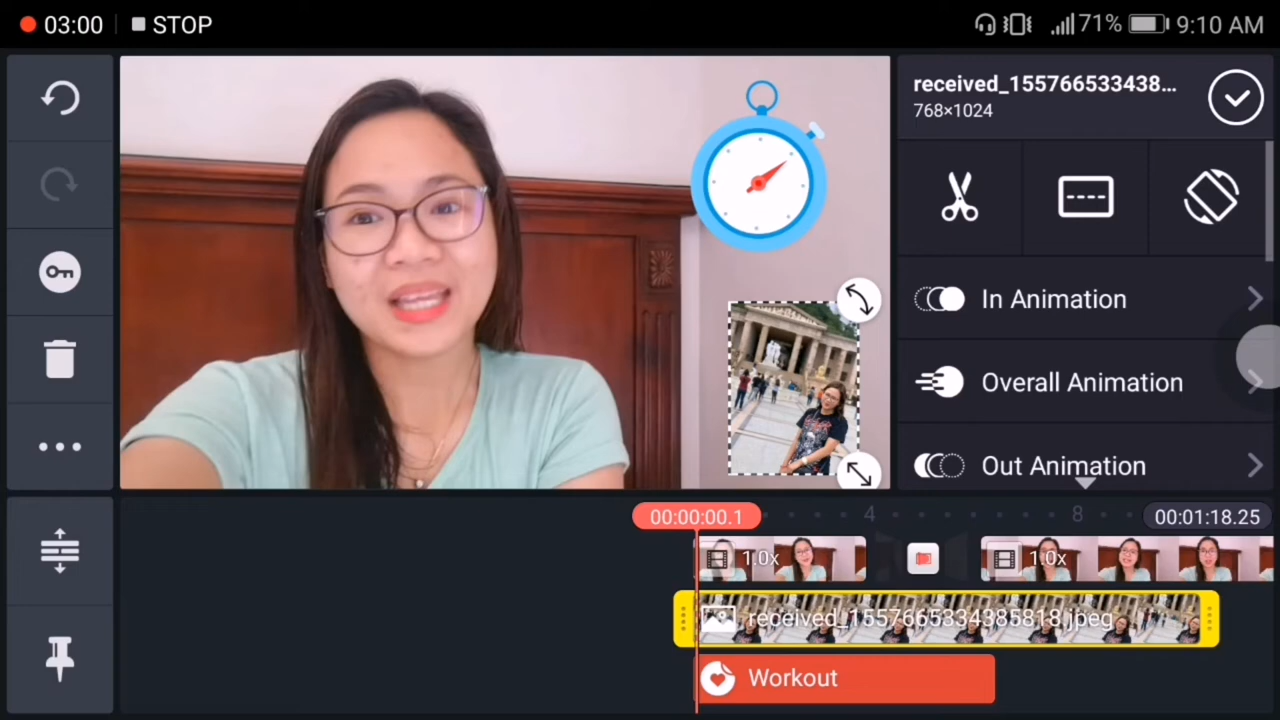 03:00 STOP 71% 9:10 AM
received_155766533438...
768×1024
In Animation
Overall Animation
Out Animation
00:00:00.1 4 8 00:01:18.25
1.0x 1.0x
received_1557665334385818.jpeg
Workout